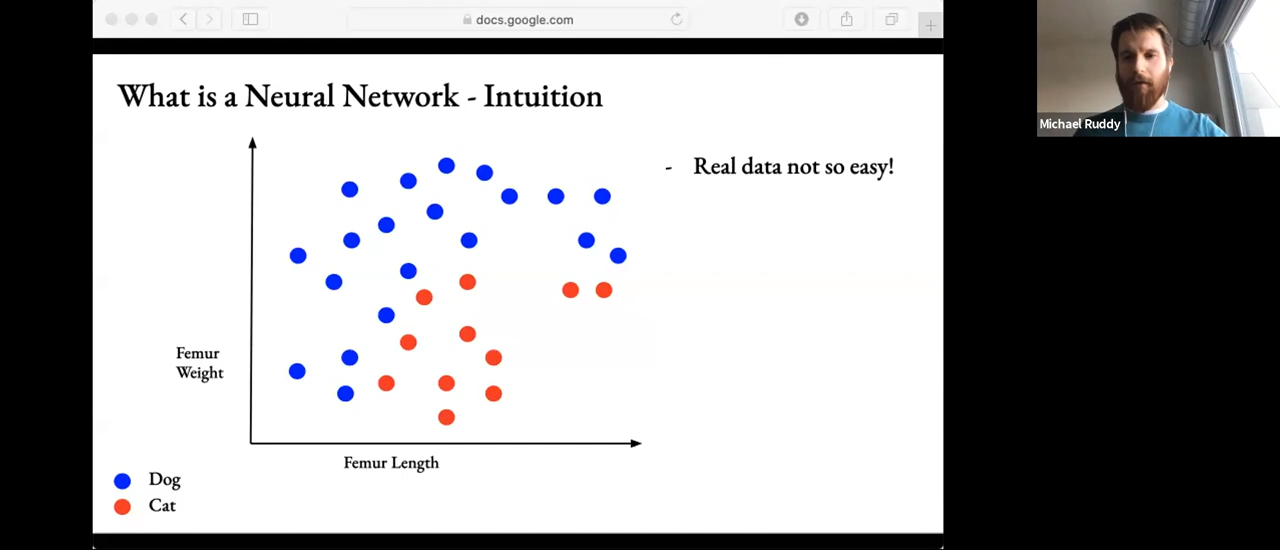 docs.google.com
What is a Neural Network - Intuition
- Real data not so easy!
Femur
Weight
Femur Length
Dog
Cat
Michael Ruddy